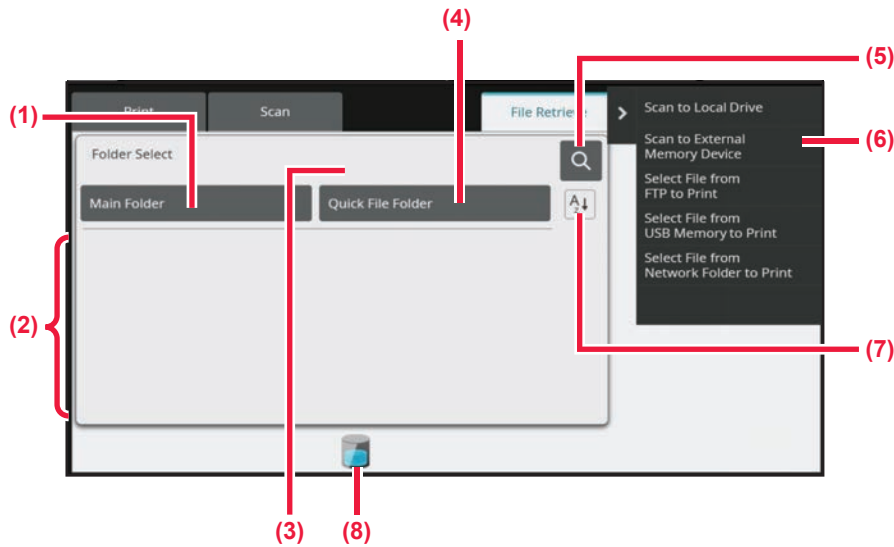 (4)
(5)
Print
Scan
File Retrieve
Scan to Local Drive
(1)
(6)
Scan to External
Memory Device
Folder Select
Select File from
FTP to Print
Main Folder
Quick File Folder
A
Z
Select File from
USB Memory to Print
Select File from
Network Folder to Print
(2)
(7)
(3)
(8)